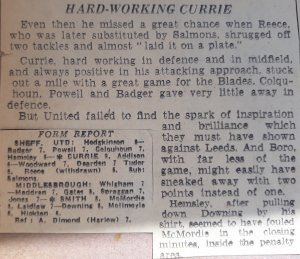 HARD-WORKING CURRIE
Even then he missed a great chance when Reece,
who was later substituted by Salmons, shrugged off
two tackles and almost "laid it on a plate."
Currie, hard working in defence and in midfield,
and always positive in his attacking approach, stuck
out a mile with a great game for the Blades. Colqu-
houn, Powell and Badger gave very little away in
defence.
But United failed to find the spark of inspiration
and brilliance which
they must have shown
against Leeds. And Boro,
with far less of the
game, might easily have
sneaked away with two
points instead of one.
Hemsley, after pulling
down Downing by his
shirt, seemed to have fouled
McMordie in the closing
minutes, inside the penalty
area.
FORM REPORT
SHEFF. UTD Hodgkinson 6—
Badger 7 Powell 7 Colquhoun 7
Hemsley 6—★ CURRIE 9, Addison
6—Woodward 7, Dearden 7 Tudor
6, Reece (withdrawn) Sub:
Salmons.
MIDDLESBROUGH: Whigham 7
—Maddren 7, Gates 8, Spraggon 7,
Jones 7—★ SMITH 8 McMordie
8, Laidlaw 7—Downing 8 McIlmoyle
8, Hickton 6.
Ref: A. Dimond (Harlow) 7.